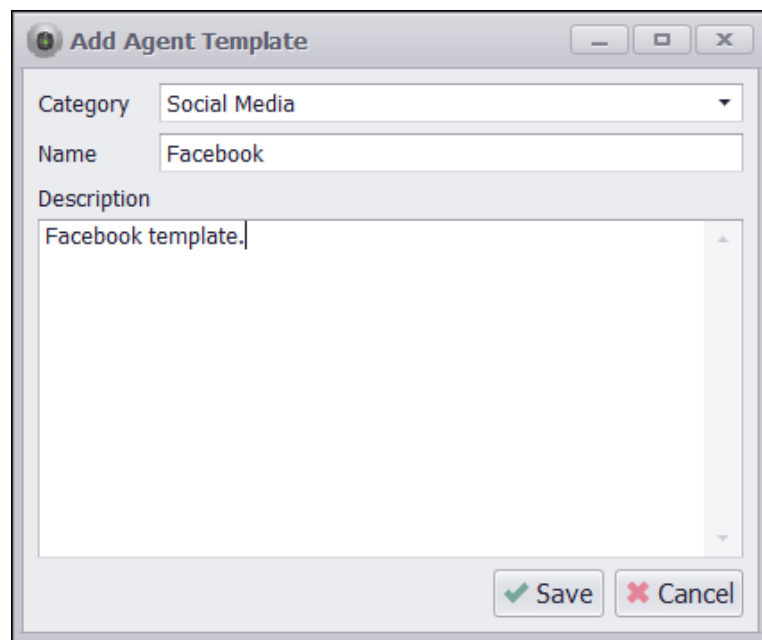 Add Agent Template
Category Social Media
Name Facebook
Description
Facebook template.
Save Cancel